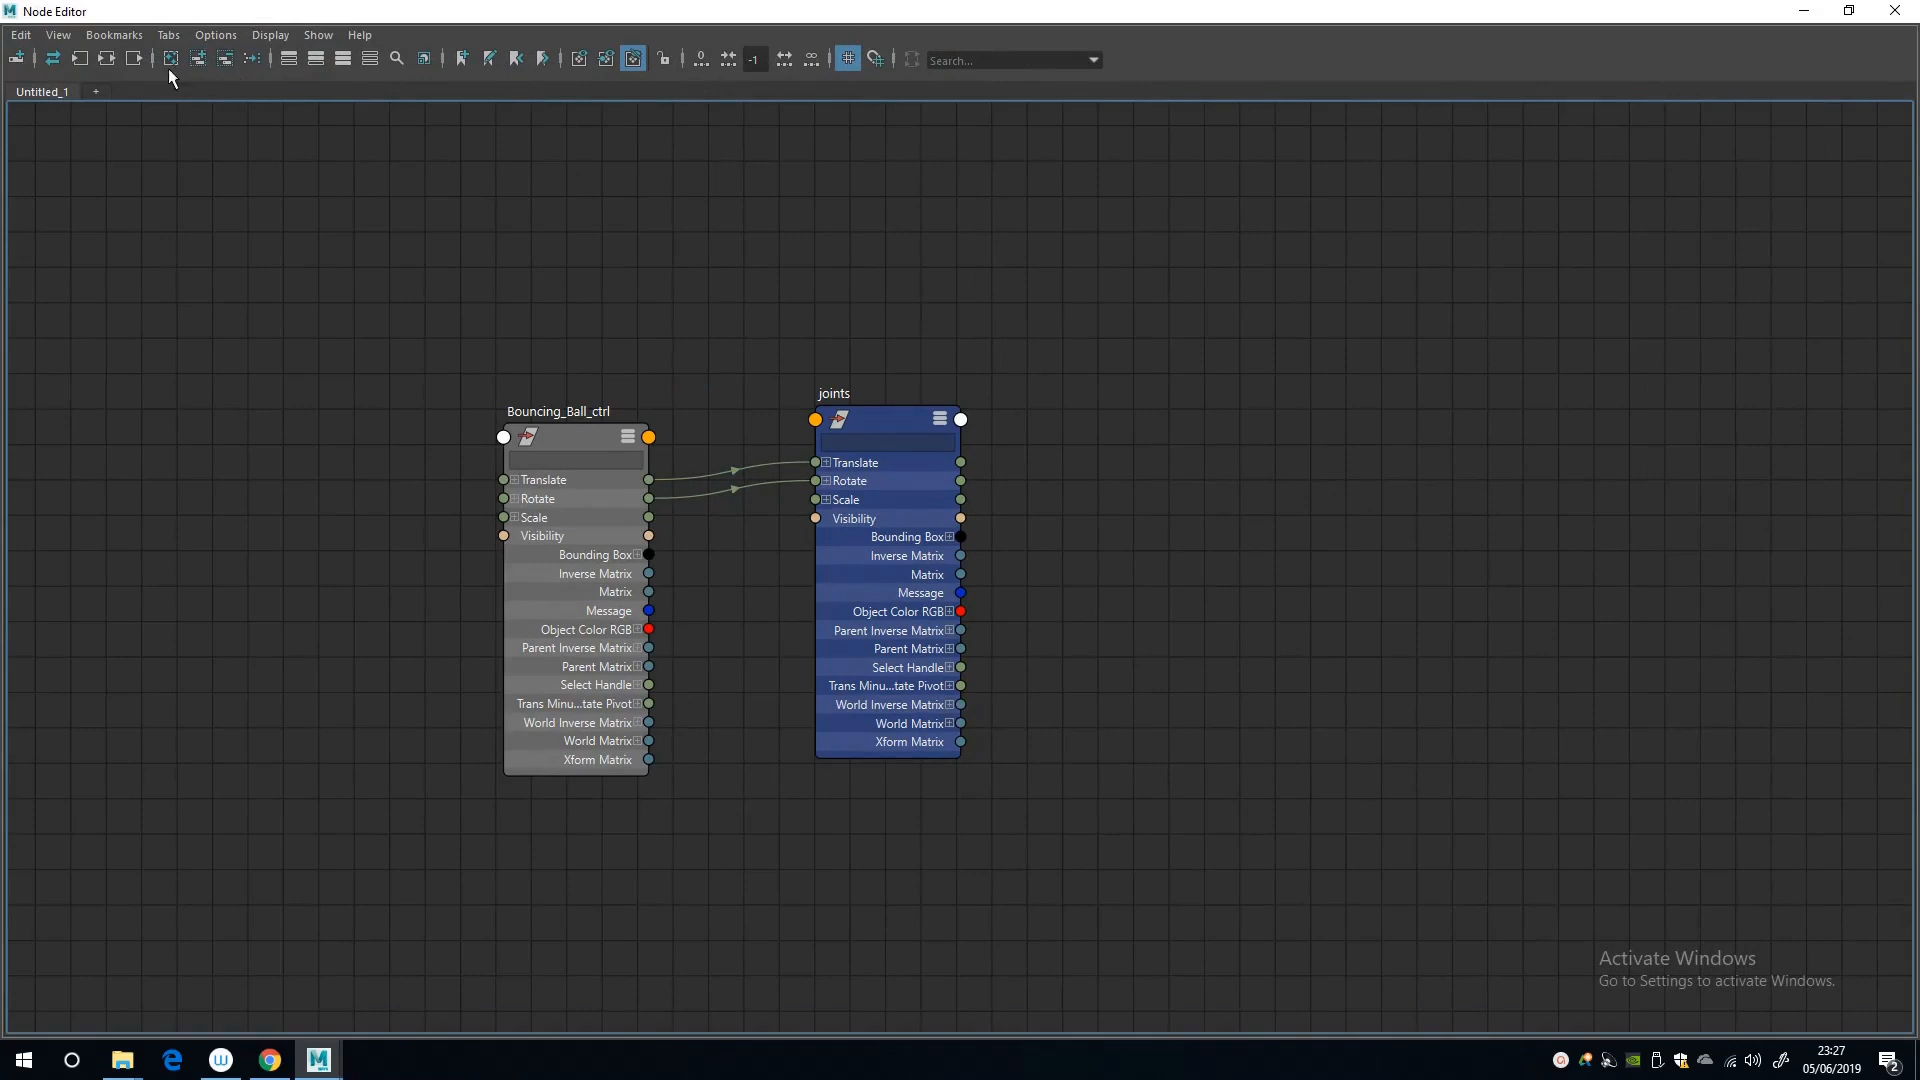 Node Editor
Edit View Bookmarks Tabs Options Display Show Help
-1
Search...
Untitled_1 +
Bouncing_Ball_ctrl
Translate
Rotate
Scale
Visibility
Bounding Box
Inverse Matrix
Matrix
Message
Object Color RGB
Parent Inverse Matrix
Parent Matrix
Select Handle
Trans Minu...tate Pivot
World Inverse Matrix
World Matrix
Xform Matrix
joints
Translate
Rotate
Scale
Visibility
Bounding Box
Inverse Matrix
Matrix
Message
Object Color RGB
Parent Inverse Matrix
Parent Matrix
Select Handle
Trans Minu...tate Pivot
World Inverse Matrix
World Matrix
Xform Matrix
Activate Windows
Go to Settings to activate Windows.
23:27
05/06/2019
2